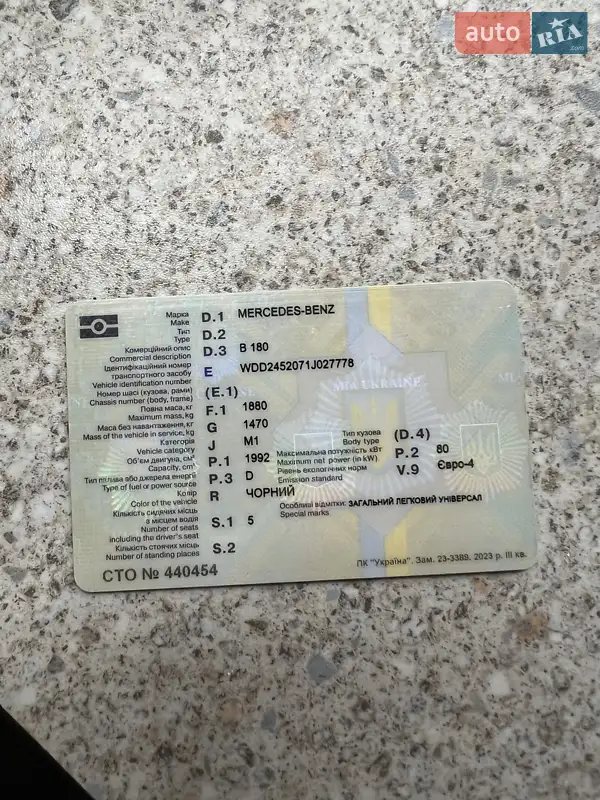 auto RIA .com
Марка D.1 MERCEDES-BENZ
Make
Тип D.2
Type
Комерційний опис D.3 B 180
Commercial description
Ідентифікаційний номер транспортного засобу E WDD2452071J027778
Vehicle identification number
Номер шасі (кузова, рами) (E.1)
Chassis number (body, frame)
Повна маса, кг F.1 1880
Maximum mass, kg
Маса без навантаження, кг G 1470
Mass of the vehicle in service, kg
Категорія J M1
Vehicle category
Об'єм двигуна, см³ P.1 1992
Capacity, cm³
Тип пального або джерела енергії P.3 D
Type of fuel or power source
Колір R ЧОРНИЙ
Color of the vehicle
Кількість сидячих місць з місцем водія S.1 5
Number of seats including the driver's seat
Кількість стоячих місць S.2
Number of standing places
Тип кузова (D.4)
Body type
Максимальна потужність кВт P.2 80
Maximum net power (in kW)
Рівень екологічних норм V.9 Євро-4
Emission standard
Особливі відмітки: ЗАГАЛЬНИЙ ЛЕГКОВИЙ УНІВЕРСАЛ
Special marks
MIA UKRAINE
СТО № 440454
ПК "Україна". Зам. 23-3389. 2023 р. III кв.